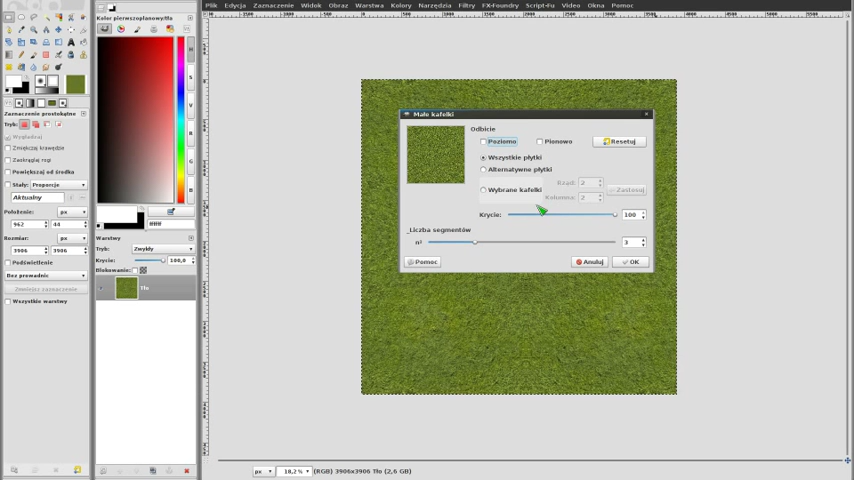 Plik Edycja Zaznaczenie Widok Obraz Warstwa Kolory Narzędzia Filtry FX-Foundry Script-Fu Video Okna Pomoc
Kolor pierwszoplanowy/tła
H
S
V
R
G
B
ffffff
Zaznaczenie prostokątne
Tryb:
Wygładzaj
Zmiękczaj krawędzie
Zaokrąglaj rogi
Powiększaj od środka
Stały: Proporcje
Aktualny
Położenie: px
962 44
Rozmiar: px
3906 3906
Podświetlenie
Bez prowadnic
Zmniejsz zaznaczenie
Wszystkie warstwy
Warstwy
Tryb: Zwykły
Krycie: 100,0
Blokowanie:
Tło
Małe kafelki
Odbicie
Poziomo Pionowo Resetuj
Wszystkie płytki
Alternatywne płytki
Wybrane kafelki
Rząd: 2
Kolumna: 2
Zastosuj
Krycie: 100
Liczba segmentów
n² 3
Pomoc Anuluj OK
px 18,2% (RGB) 3906x3906 Tło (2,6 GB)